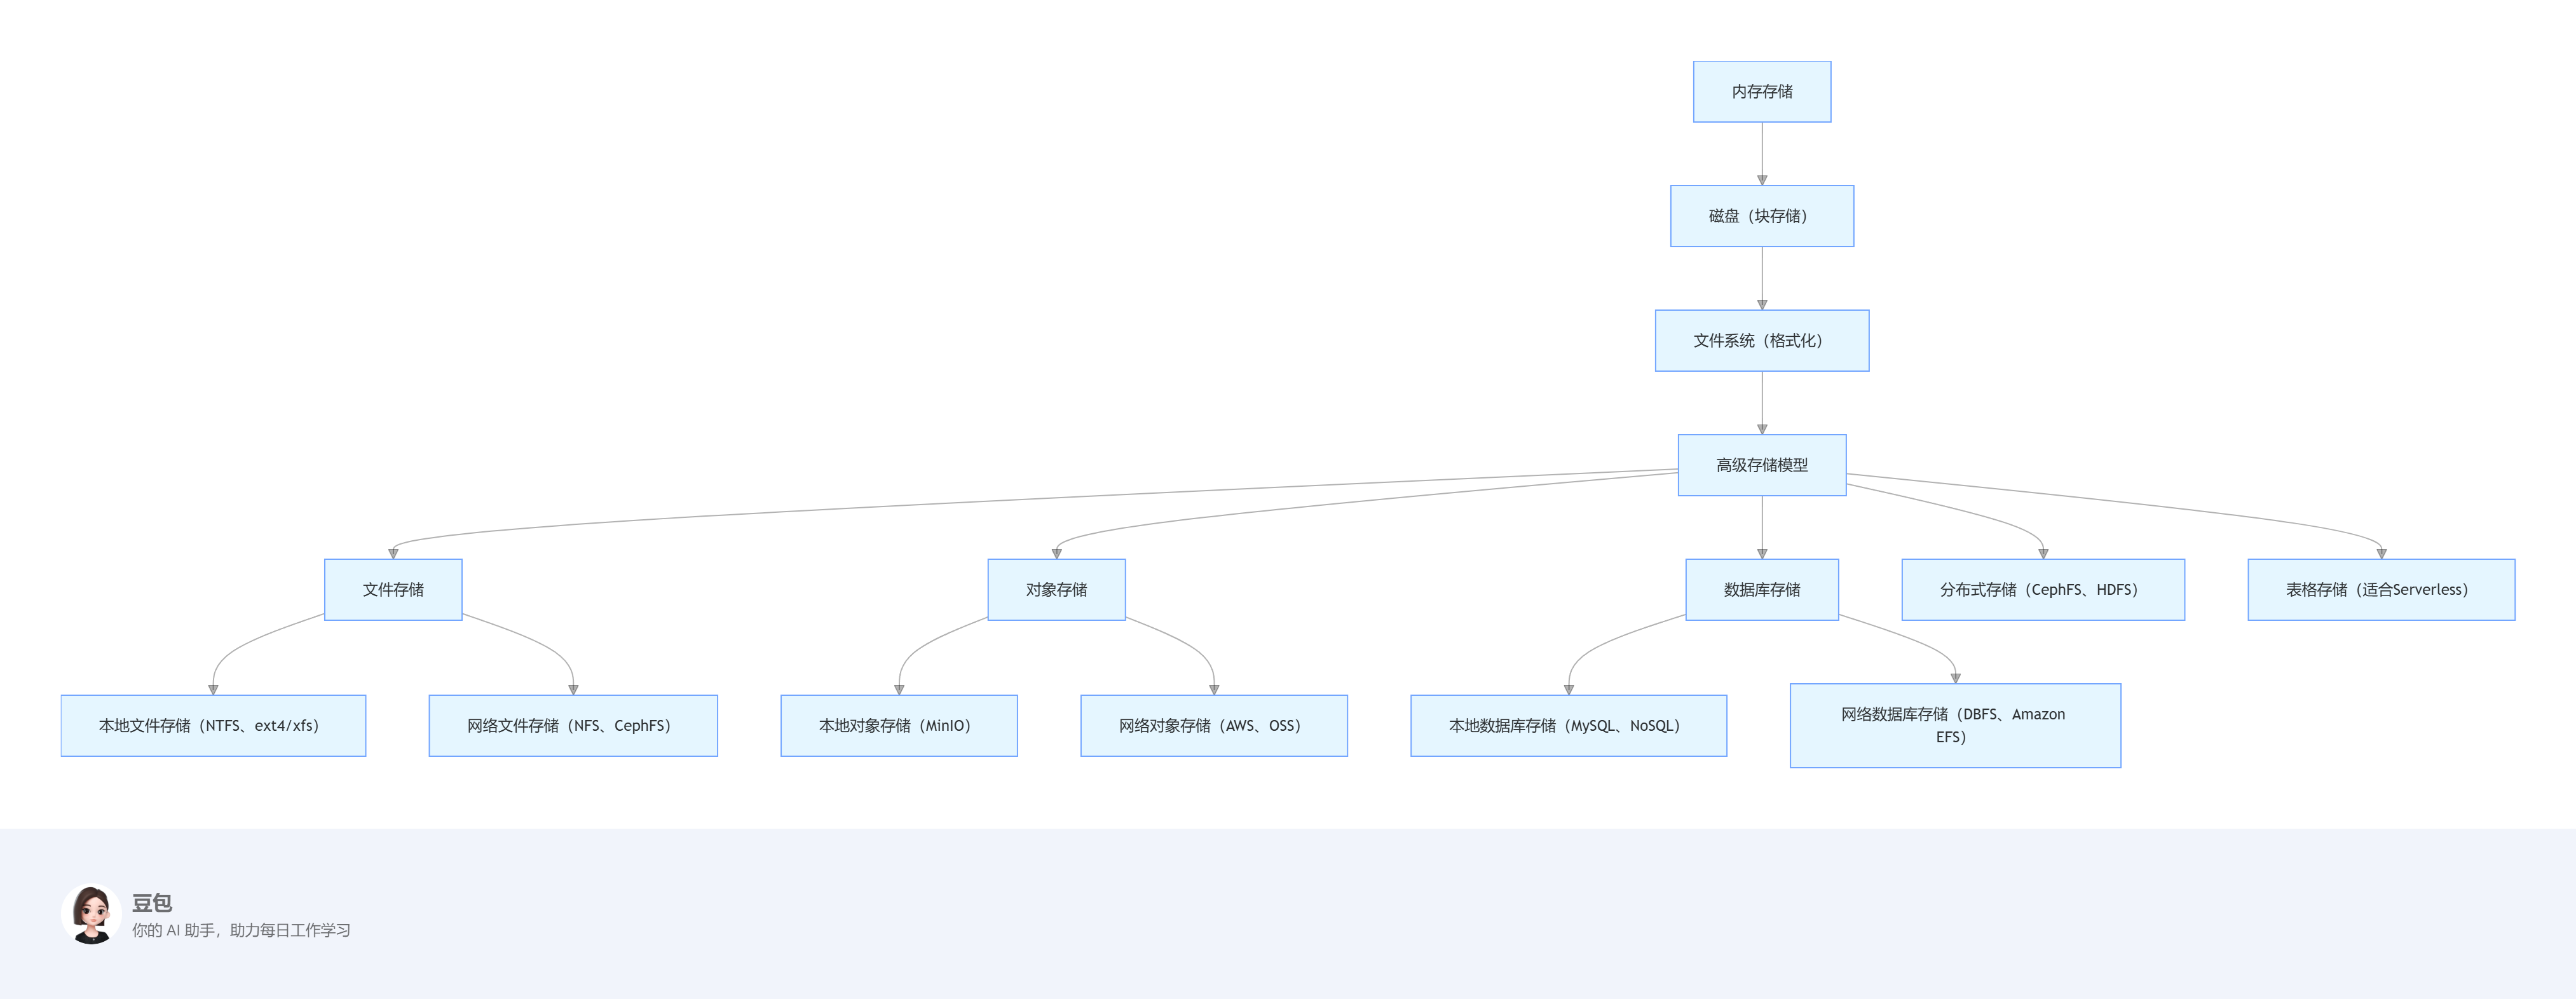 内存存储
磁盘（块存储）
文件系统（格式化）
高级存储模型
文件存储
对象存储
数据库存储
分布式存储（CephFS、HDFS）
表格存储（适合Serverless）
本地文件存储（NTFS、ext4/xfs）
网络文件存储（NFS、CephFS）
本地对象存储（MinIO）
网络对象存储（AWS、OSS）
本地数据库存储（MySQL、NoSQL）
网络数据库存储（DBFS、Amazon
EFS）
豆包
你的 AI 助手，助力每日工作学习